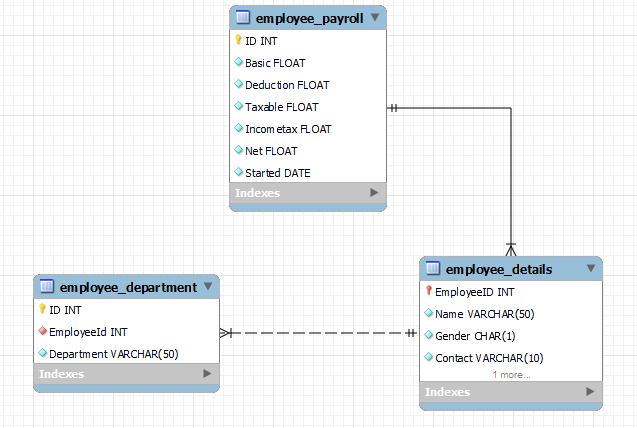 employee_payroll
ID INT
Basic FLOAT
Deduction FLOAT
Taxable FLOAT
Incometax FLOAT
Net FLOAT
Started DATE
Indexes
employee_department
ID INT
EmployeeId INT
Department VARCHAR(50)
Indexes
employee_details
EmployeeID INT
Name VARCHAR(50)
Gender CHAR(1)
Contact VARCHAR(10)
1 more...
Indexes